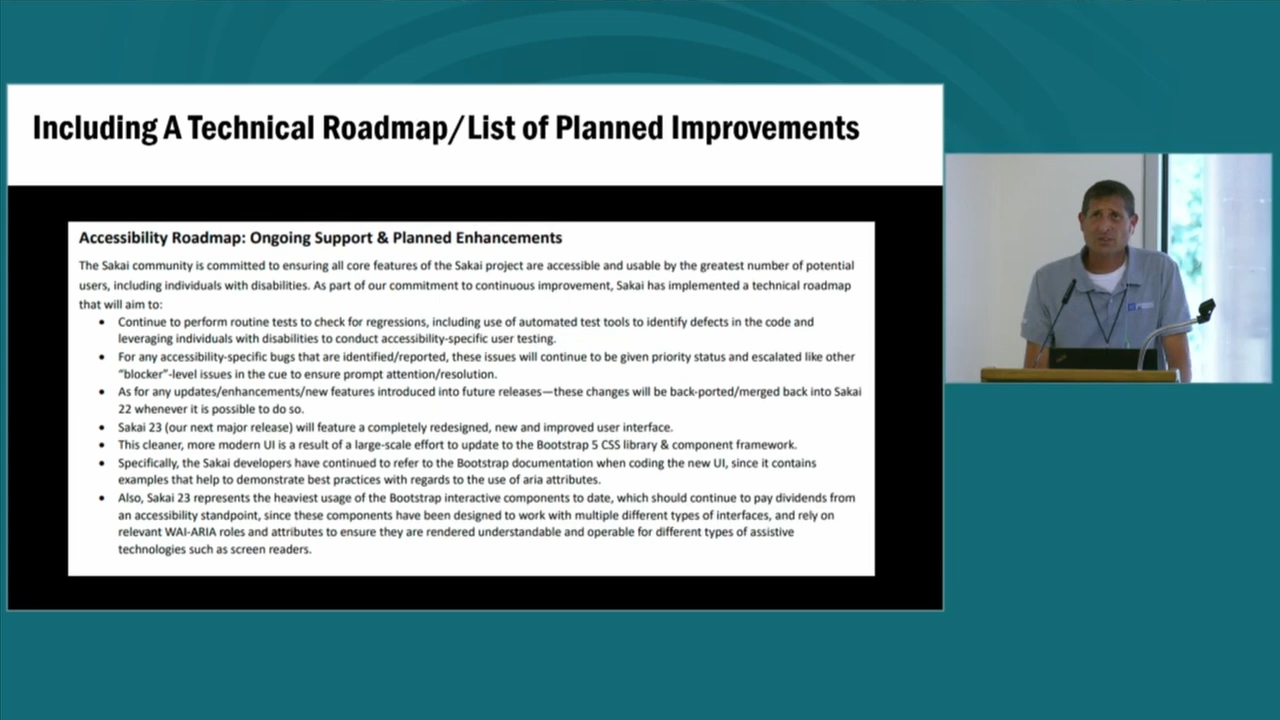 Including A Technical Roadmap/List of Planned Improvements
Accessibility Roadmap: Ongoing Support & Planned Enhancements
The Sakai community is committed to ensuring all core features of the Sakai project are accessible and usable by the greatest number of potential
users, including individuals with disabilities. As part of our commitment to continuous improvement, Sakai has implemented a technical roadmap
that will aim to:
• Continue to perform routine tests to check for regressions, including use of automated test tools to identify defects in the code and
leveraging individuals with disabilities to conduct accessibility-specific user testing.
• For any accessibility-specific bugs that are identified/reported, these issues will continue to be given priority status and escalated like other
“blocker”-level issues in the cue to ensure prompt attention/resolution.
• As for any updates/enhancements/new features introduced into future releases—these changes will be back-ported/merged back into Sakai
22 whenever it is possible to do so.
• Sakai 23 (our next major release) will feature a completely redesigned, new and improved user interface.
• This cleaner, more modern UI is a result of a large-scale effort to update to the Bootstrap 5 CSS library & component framework.
• Specifically, the Sakai developers have continued to refer to the Bootstrap documentation when coding the new UI, since it contains
examples that help to demonstrate best practices with regards to the use of aria attributes.
• Also, Sakai 23 represents the heaviest usage of the Bootstrap interactive components to date, which should continue to pay dividends from
an accessibility standpoint, since these components have been designed to work with multiple different types of interfaces, and rely on
relevant WAI-ARIA roles and attributes to ensure they are rendered understandable and operable for different types of assistive
technologies such as screen readers.